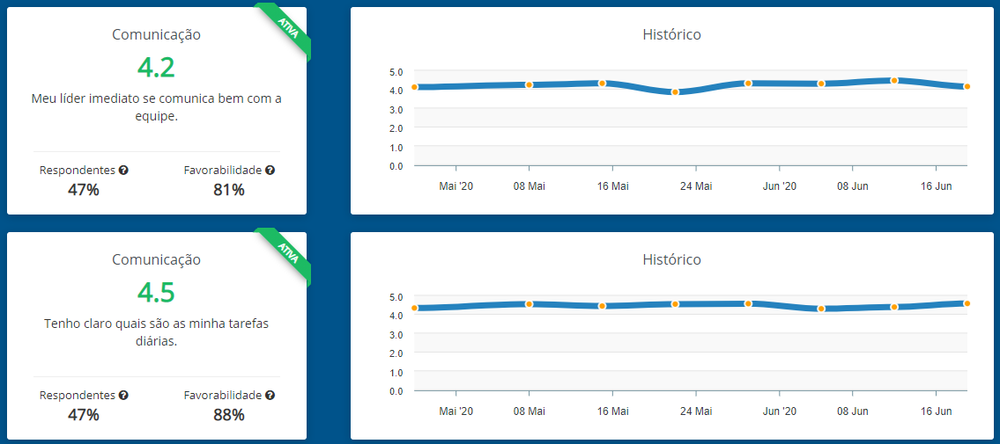 Comunicação
ATIVA
4.2
Meu líder imediato se comunica bem com a
equipe.
Respondentes Favorabilidade
47% 81%
Histórico
5.0
4.0
3.0
2.0
1.0
0.0
Mai '20 08 Mai 16 Mai 24 Mai Jun '20 08 Jun 16 Jun
Comunicação
ATIVA
4.5
Tenho claro quais são as minha tarefas
diárias.
Respondentes Favorabilidade
47% 88%
Histórico
5.0
4.0
3.0
2.0
1.0
0.0
Mai '20 08 Mai 16 Mai 24 Mai Jun '20 08 Jun 16 Jun